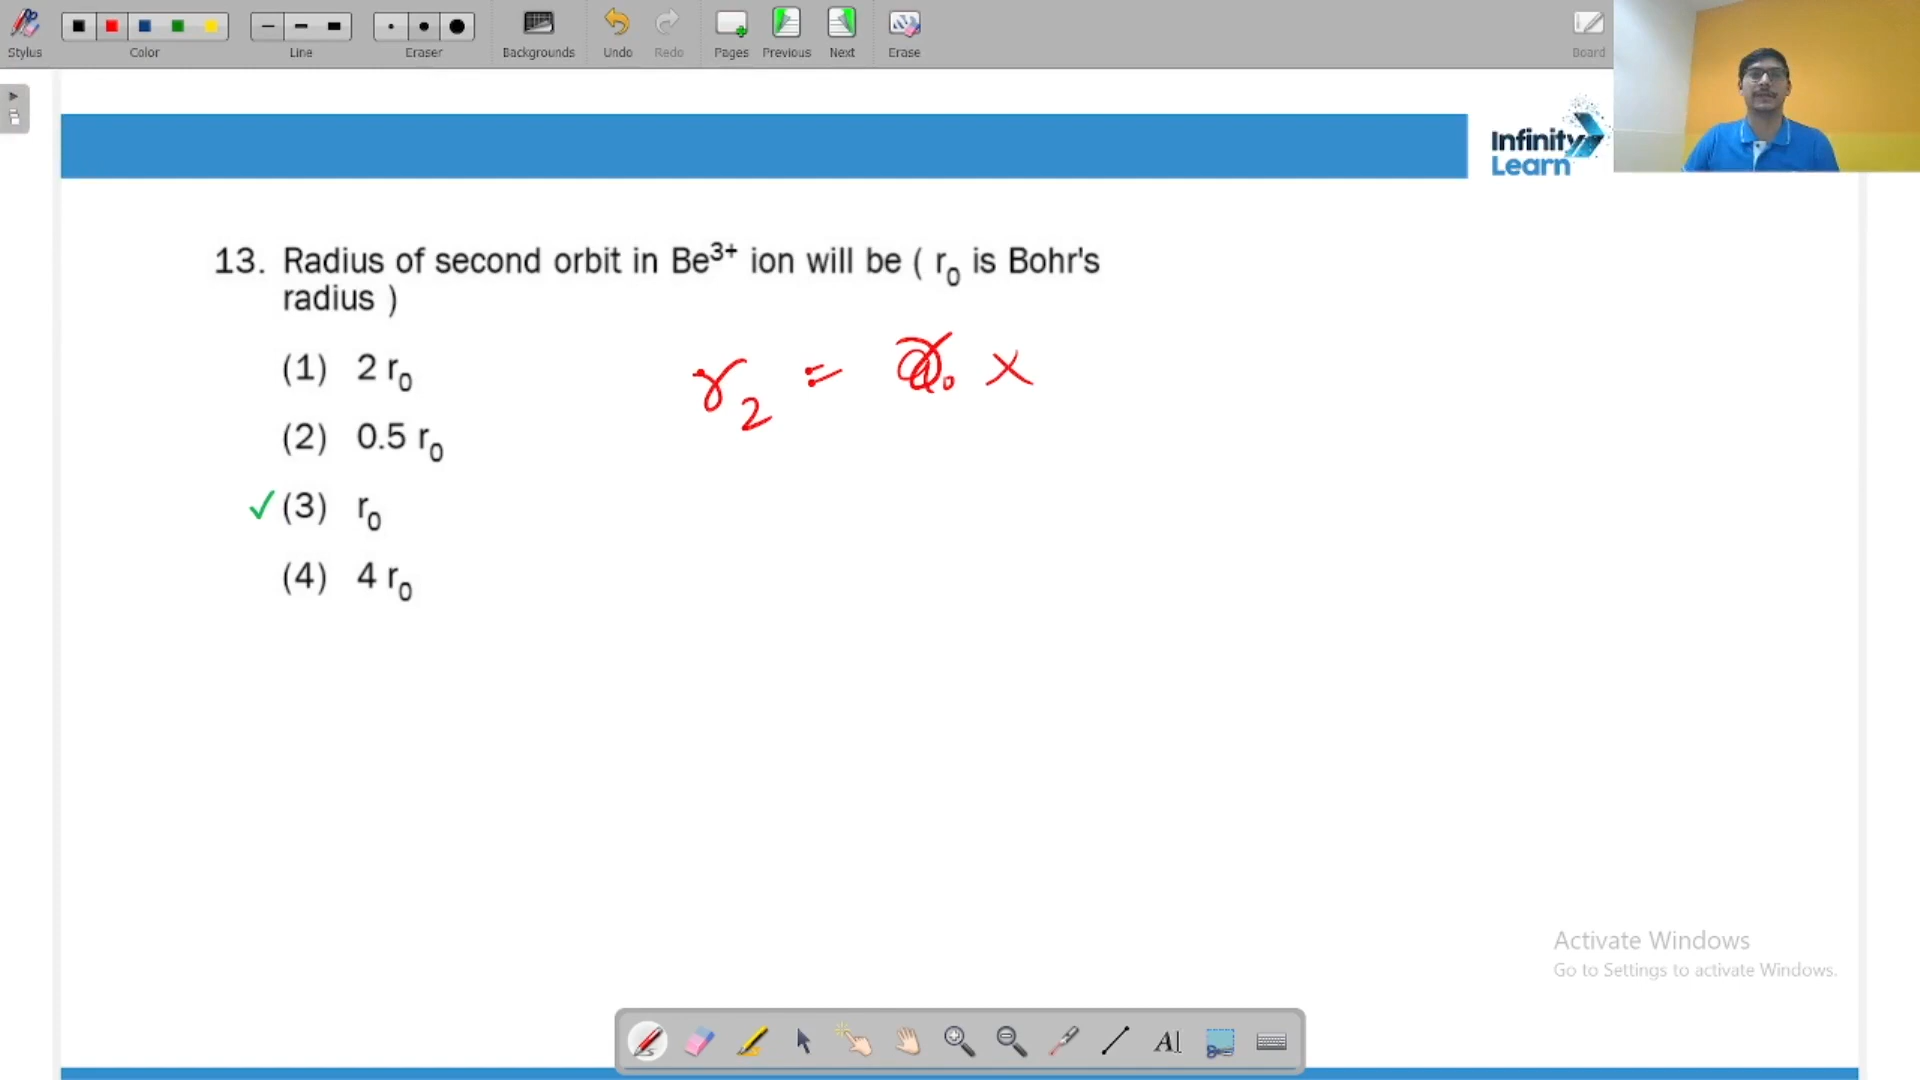 Stylus Color Line Eraser Backgrounds Undo Redo Pages Previous Next Erase Board
Infinity
Learn
13. Radius of second orbit in Be³⁺ ion will be ( r₀ is Bohr's
radius )
(1) 2 r₀
r₂ = ₀ ×
(2) 0.5 r₀
✓ (3) r₀
(4) 4 r₀
Activate Windows
Go to Settings to activate Windows.